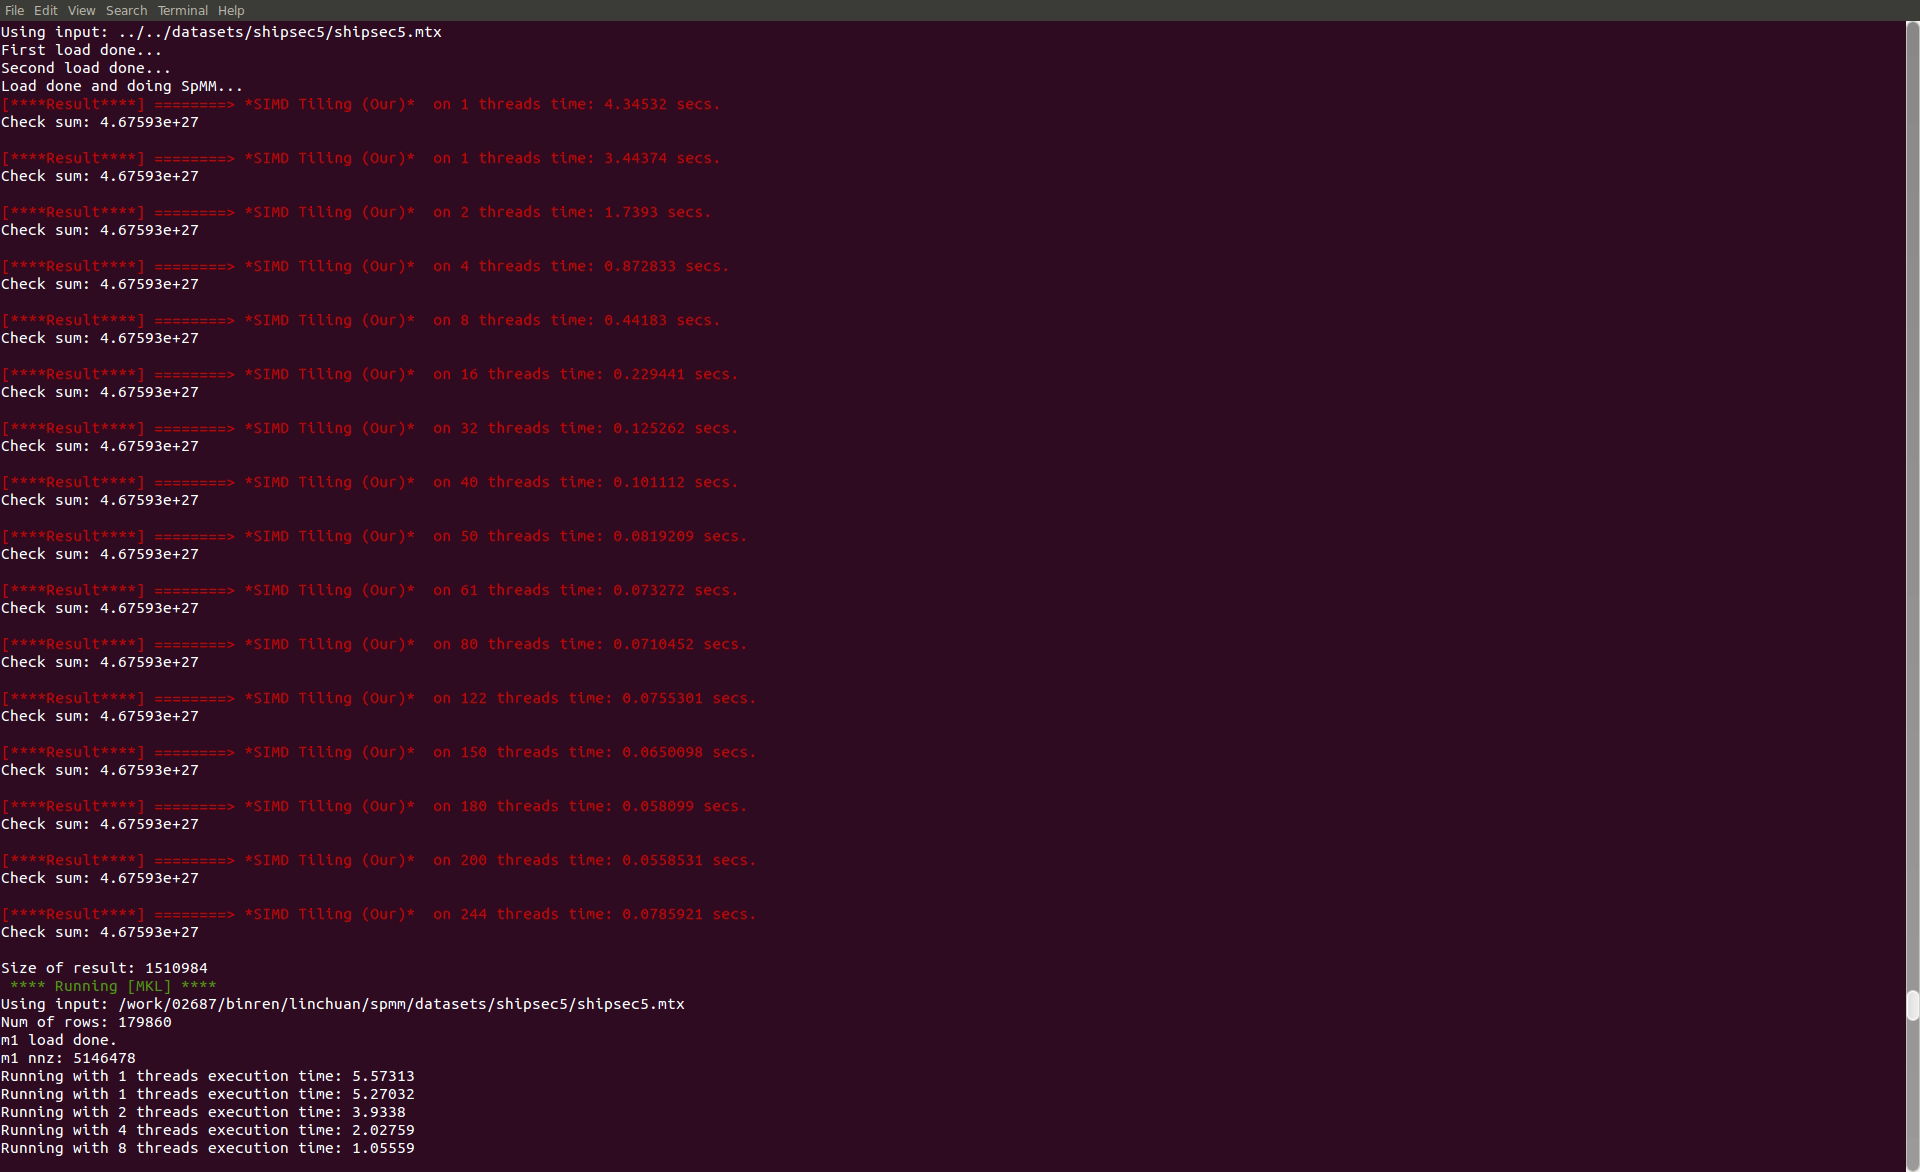 File Edit View Search Terminal Help
Using input: ../../datasets/shipsec5/shipsec5.mtx
First load done...
Second load done...
Load done and doing SpMM...
[****Result****] ========> *SIMD Tiling (Our)*  on 1 threads time: 4.34532 secs.
Check sum: 4.67593e+27
[****Result****] ========> *SIMD Tiling (Our)*  on 1 threads time: 3.44374 secs.
Check sum: 4.67593e+27
[****Result****] ========> *SIMD Tiling (Our)*  on 2 threads time: 1.7393 secs.
Check sum: 4.67593e+27
[****Result****] ========> *SIMD Tiling (Our)*  on 4 threads time: 0.872833 secs.
Check sum: 4.67593e+27
[****Result****] ========> *SIMD Tiling (Our)*  on 8 threads time: 0.44183 secs.
Check sum: 4.67593e+27
[****Result****] ========> *SIMD Tiling (Our)*  on 16 threads time: 0.229441 secs.
Check sum: 4.67593e+27
[****Result****] ========> *SIMD Tiling (Our)*  on 32 threads time: 0.125262 secs.
Check sum: 4.67593e+27
[****Result****] ========> *SIMD Tiling (Our)*  on 40 threads time: 0.101112 secs.
Check sum: 4.67593e+27
[****Result****] ========> *SIMD Tiling (Our)*  on 50 threads time: 0.0819209 secs.
Check sum: 4.67593e+27
[****Result****] ========> *SIMD Tiling (Our)*  on 61 threads time: 0.073272 secs.
Check sum: 4.67593e+27
[****Result****] ========> *SIMD Tiling (Our)*  on 80 threads time: 0.0710452 secs.
Check sum: 4.67593e+27
[****Result****] ========> *SIMD Tiling (Our)*  on 122 threads time: 0.0755301 secs.
Check sum: 4.67593e+27
[****Result****] ========> *SIMD Tiling (Our)*  on 150 threads time: 0.0650098 secs.
Check sum: 4.67593e+27
[****Result****] ========> *SIMD Tiling (Our)*  on 180 threads time: 0.058099 secs.
Check sum: 4.67593e+27
[****Result****] ========> *SIMD Tiling (Our)*  on 200 threads time: 0.0558531 secs.
Check sum: 4.67593e+27
[****Result****] ========> *SIMD Tiling (Our)*  on 244 threads time: 0.0785921 secs.
Check sum: 4.67593e+27
Size of result: 1510984
**** Running [MKL] ****
Using input: /work/02687/binren/linchuan/spmm/datasets/shipsec5/shipsec5.mtx
Num of rows: 179860
m1 load done.
m1 nnz: 5146478
Running with 1 threads execution time: 5.57313
Running with 1 threads execution time: 5.27032
Running with 2 threads execution time: 3.9338
Running with 4 threads execution time: 2.02759
Running with 8 threads execution time: 1.05559